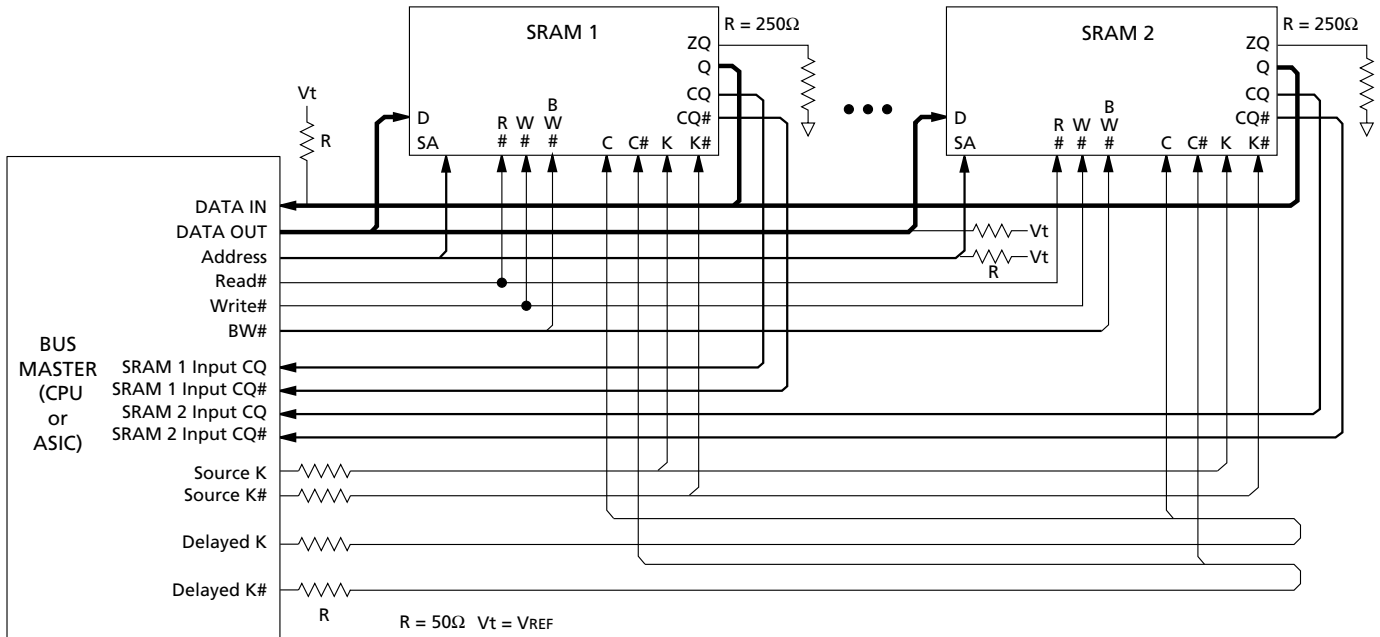 SRAM 1
R = 250Ω
ZQ
Q
CQ
CQ#
D
SA
R
#
W
#
B
W
#
C
C#
K
K#
SRAM 2
R = 250Ω
ZQ
Q
CQ
CQ#
D
SA
R
#
W
#
B
W
#
C
C#
K
K#
Vt
R
Vt
Vt
R
DATA IN
DATA OUT
Address
Read#
Write#
BW#
BUS
MASTER
(CPU
or
ASIC)
SRAM 1 Input CQ
SRAM 1 Input CQ#
SRAM 2 Input CQ
SRAM 2 Input CQ#
Source K
Source K#
Delayed K
Delayed K#
R
R = 50Ω Vt = VREF